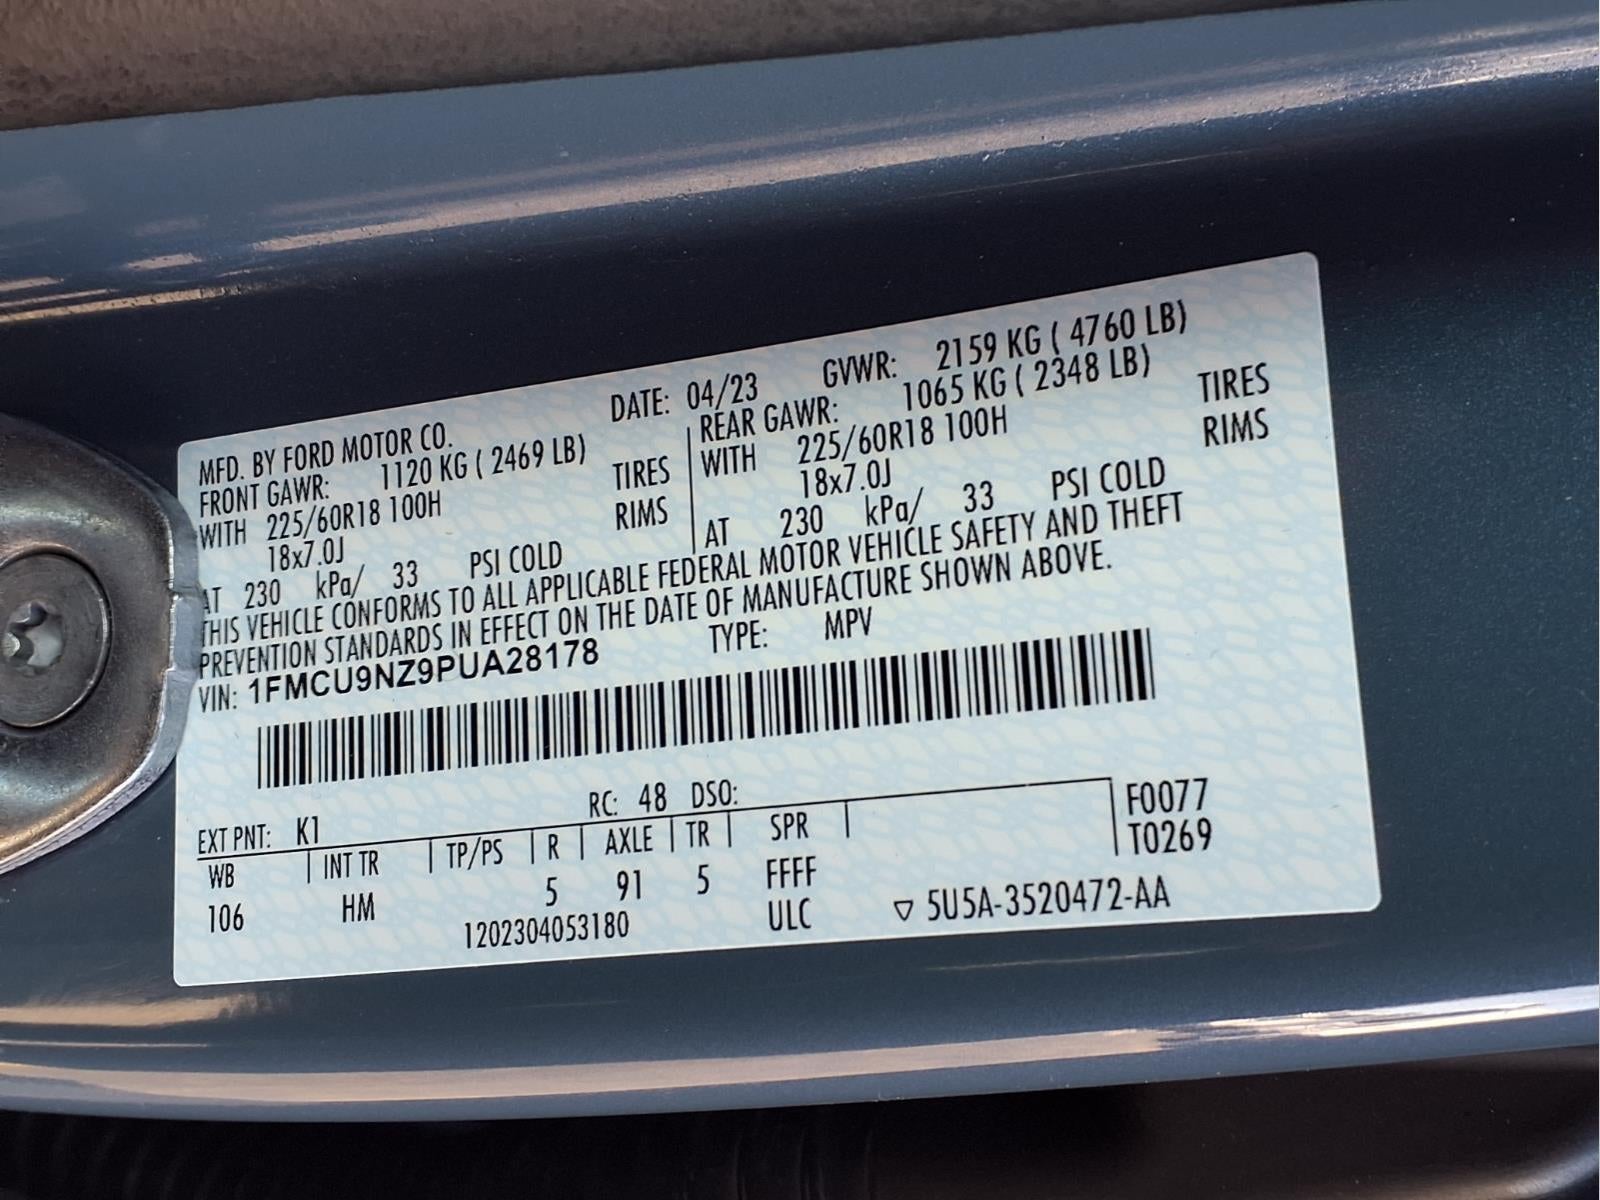 MFD. BY FORD MOTOR CO. DATE: 04/23 GVWR: 2159 KG ( 4760 LB)
FRONT GAWR: 1120 KG ( 2469 LB) REAR GAWR: 1065 KG ( 2348 LB)
WITH 225/60R18 100H TIRES WITH 225/60R18 100H TIRES
18x7.0J RIMS 18x7.0J RIMS
AT 230 kPa/ 33 PSI COLD AT 230 kPa/ 33 PSI COLD
THIS VEHICLE CONFORMS TO ALL APPLICABLE FEDERAL MOTOR VEHICLE SAFETY AND THEFT
PREVENTION STANDARDS IN EFFECT ON THE DATE OF MANUFACTURE SHOWN ABOVE.
VIN: 1FMCU9NZ9PUA28178 TYPE: MPV
EXT PNT: K1 RC: 48 DSO: F0077
WB INT TR TP/PS R AXLE TR SPR T0269
106 HM 5 91 5 FFFF
1202304053180 ULC ▽ 5U5A-3520472-AA